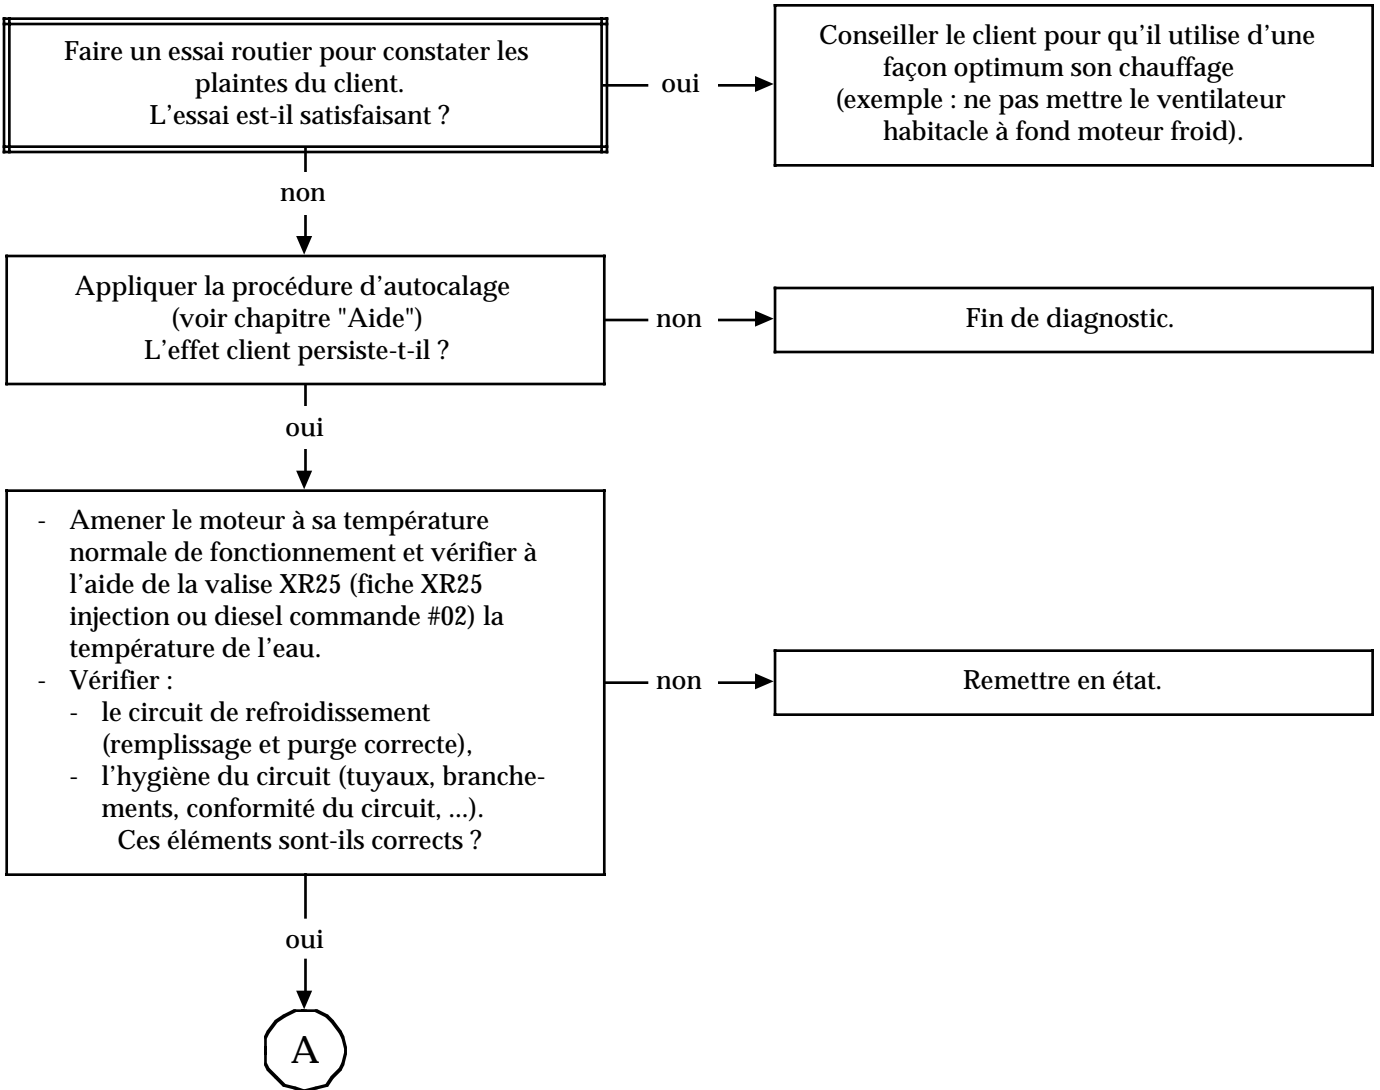 Faire un essai routier pour constater les
plaintes du client.
L'essai est-il satisfaisant ?
oui
Conseiller le client pour qu'il utilise d'une
façon optimum son chauffage
(exemple : ne pas mettre le ventilateur
habitacle à fond moteur froid).
non
Appliquer la procédure d'autocalage
(voir chapitre "Aide")
L'effet client persiste-t-il ?
non
Fin de diagnostic.
oui
- Amener le moteur à sa température
normale de fonctionnement et vérifier à
l'aide de la valise XR25 (fiche XR25
injection ou diesel commande #02) la
température de l'eau.
- Vérifier :
- le circuit de refroidissement
(remplissage et purge correcte),
- l'hygiène du circuit (tuyaux, branche-
ments, conformité du circuit, ...).
Ces éléments sont-ils corrects ?
non
Remettre en état.
oui
A